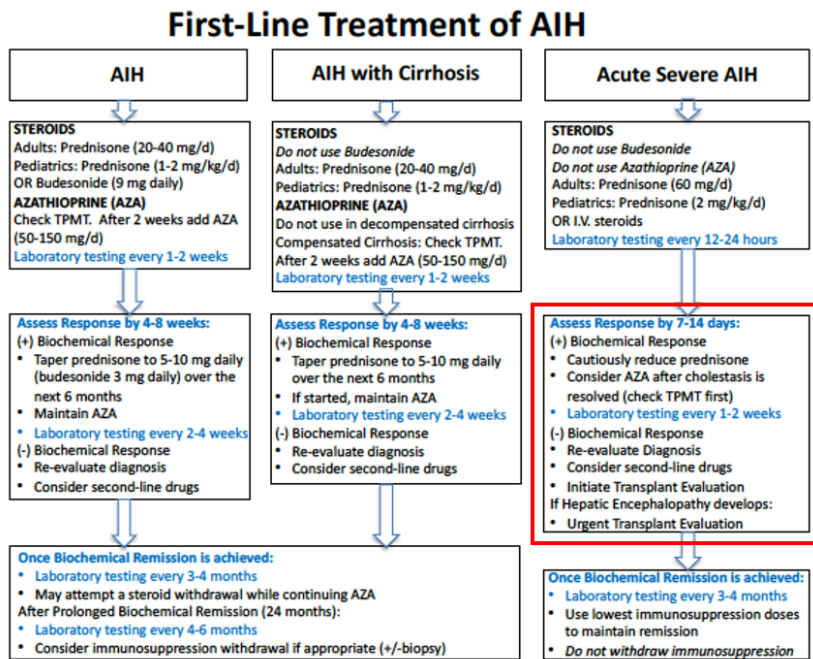 First-Line Treatment of AIH
AIH
STEROIDS
Adults: Prednisone (20-40 mg/d)
Pediatrics: Prednisone (1-2 mg/kg/d)
OR Budesonide (9 mg daily)
AZATHIOPRINE (AZA)
Check TPMT. After 2 weeks add AZA
(50-150 mg/d)
Laboratory testing every 1-2 weeks
Assess Response by 4-8 weeks:
(+) Biochemical Response
• Taper prednisone to 5-10 mg daily
(budesonide 3 mg daily) over the
next 6 months
• Maintain AZA
• Laboratory testing every 2-4 weeks
(-) Biochemical Response
• Re-evaluate diagnosis
• Consider second-line drugs
AIH with Cirrhosis
STEROIDS
Do not use Budesonide
Adults: Prednisone (20-40 mg/d)
Pediatrics: Prednisone (1-2 mg/kg/d)
AZATHIOPRINE (AZA)
Do not use in decompensated cirrhosis
Compensated Cirrhosis: Check TPMT.
After 2 weeks add AZA (50-150 mg/d)
Laboratory testing every 1-2 weeks
Assess Response by 4-8 weeks:
(+) Biochemical Response
• Taper prednisone to 5-10 mg daily
over the next 6 months
• If started, maintain AZA
• Laboratory testing every 2-4 weeks
(-) Biochemical Response
• Re-evaluate diagnosis
• Consider second-line drugs
Once Biochemical Remission is achieved:
• Laboratory testing every 3-4 months
• May attempt a steroid withdrawal while continuing AZA
After Prolonged Biochemical Remission (24 months):
• Laboratory testing every 4-6 months
• Consider immunosuppression withdrawal if appropriate (+/-biopsy)
Acute Severe AIH
STEROIDS
Do not use Budesonide
Do not use Azathioprine (AZA)
Adults: Prednisone (60 mg/d)
Pediatrics: Prednisone (2 mg/kg/d)
OR I.V. steroids
Laboratory testing every 12-24 hours
Assess Response by 7-14 days:
(+) Biochemical Response
• Cautiously reduce prednisone
• Consider AZA after cholestasis is
resolved (check TPMT first)
• Laboratory testing every 1-2 weeks
(-) Biochemical Response
• Re-evaluate Diagnosis
• Consider second-line drugs
• Initiate Transplant Evaluation
If Hepatic Encephalopathy develops:
• Urgent Transplant Evaluation
Once Biochemical Remission is achieved:
• Laboratory testing every 3-4 months
• Use lowest immunosuppression doses
to maintain remission
• Do not withdraw immunosuppression